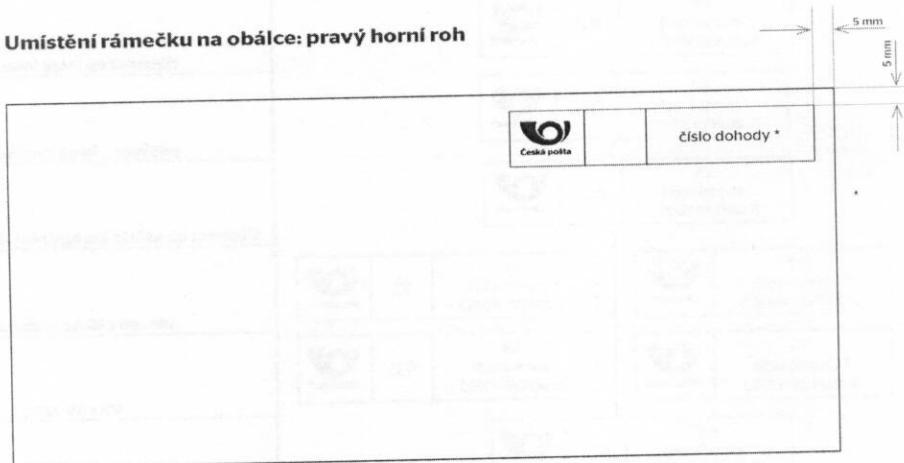 Umístění rámečku na obálce: pravý horní roh
5 mm
5 mm
Česká pošta
číslo dohody *
*